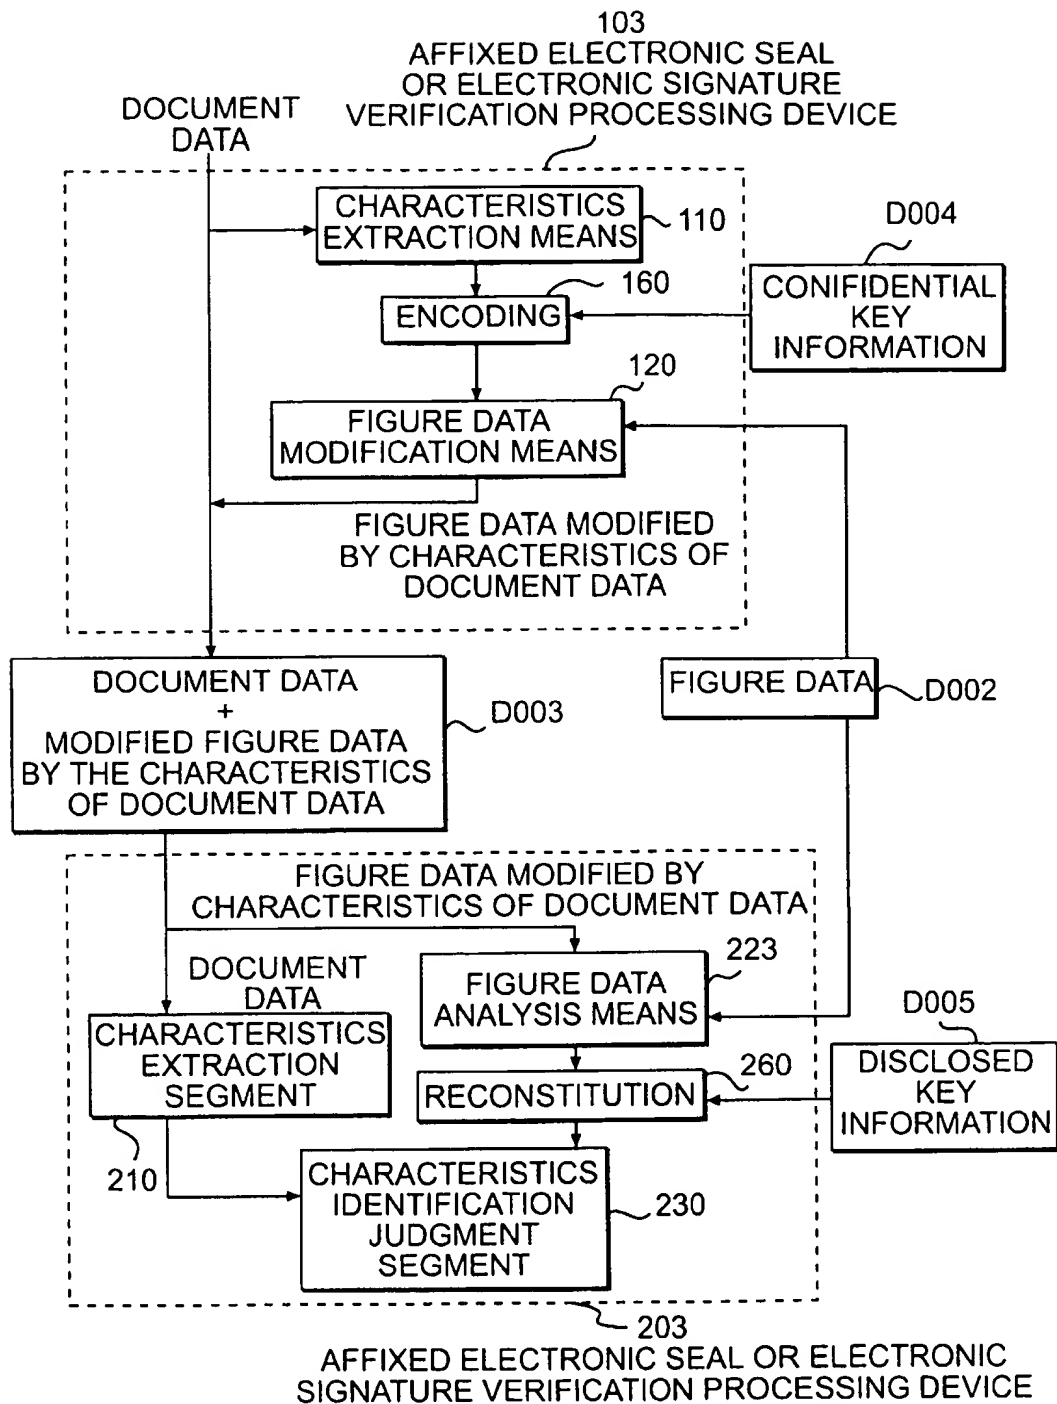 103
AFFIXED ELECTRONIC SEAL
OR ELECTRONIC SIGNATURE
VERIFICATION PROCESSING DEVICE
DOCUMENT
DATA
CHARACTERISTICS
EXTRACTION MEANS
110
D004
160
ENCODING
CONIFIDENTIAL
KEY
INFORMATION
120
FIGURE DATA
MODIFICATION MEANS
FIGURE DATA MODIFIED
BY CHARACTERISTICS OF
DOCUMENT DATA
DOCUMENT DATA
+
MODIFIED FIGURE DATA
BY THE CHARACTERISTICS
OF DOCUMENT DATA
D003
FIGURE DATA
D002
FIGURE DATA MODIFIED BY
CHARACTERISTICS OF DOCUMENT DATA
DOCUMENT
DATA
223
FIGURE DATA
ANALYSIS MEANS
CHARACTERISTICS
EXTRACTION
SEGMENT
210
D005
260
RECONSTITUTION
DISCLOSED
KEY
INFORMATION
CHARACTERISTICS
IDENTIFICATION
JUDGMENT
SEGMENT
230
203
AFFIXED ELECTRONIC SEAL OR ELECTRONIC
SIGNATURE VERIFICATION PROCESSING DEVICE